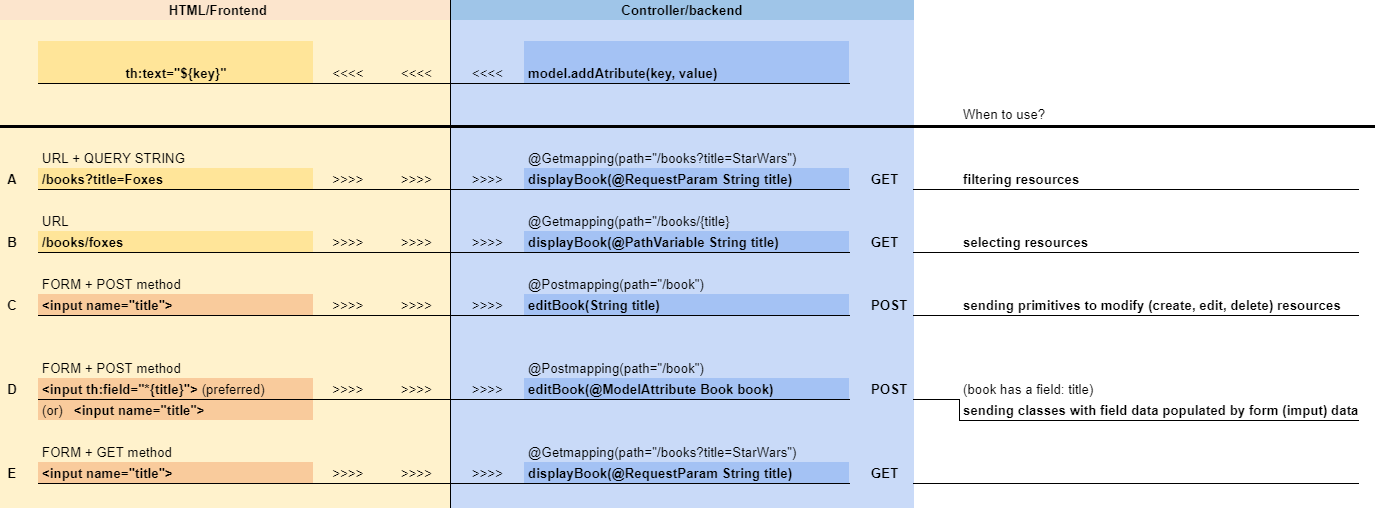 HTML/Frontend Controller/backend
th:text="${key}" <<<< <<<< <<<< model.addAtribute(key, value)
When to use?
URL + QUERY STRING @Getmapping(path="/books?title=StarWars")
A /books?title=Foxes >>>> >>>> >>>> displayBook(@RequestParam String title) GET filtering resources
URL @Getmapping(path="/books/{title}
B /books/foxes >>>> >>>> >>>> displayBook(@PathVariable String title) GET selecting resources
FORM + POST method @Postmapping(path="/book")
C <input name="title"> >>>> >>>> >>>> editBook(String title) POST sending primitives to modify (create, edit, delete) resources
FORM + POST method @Postmapping(path="/book")
D <input th:field="*{title}"> (preferred) >>>> >>>> >>>> editBook(@ModelAttribute Book book) POST (book has a field: title)
(or) <input name="title"> sending classes with field data populated by form (imput) data
FORM + GET method @Getmapping(path="/books?title=StarWars")
E <input name="title"> >>>> >>>> >>>> displayBook(@RequestParam String title) GET